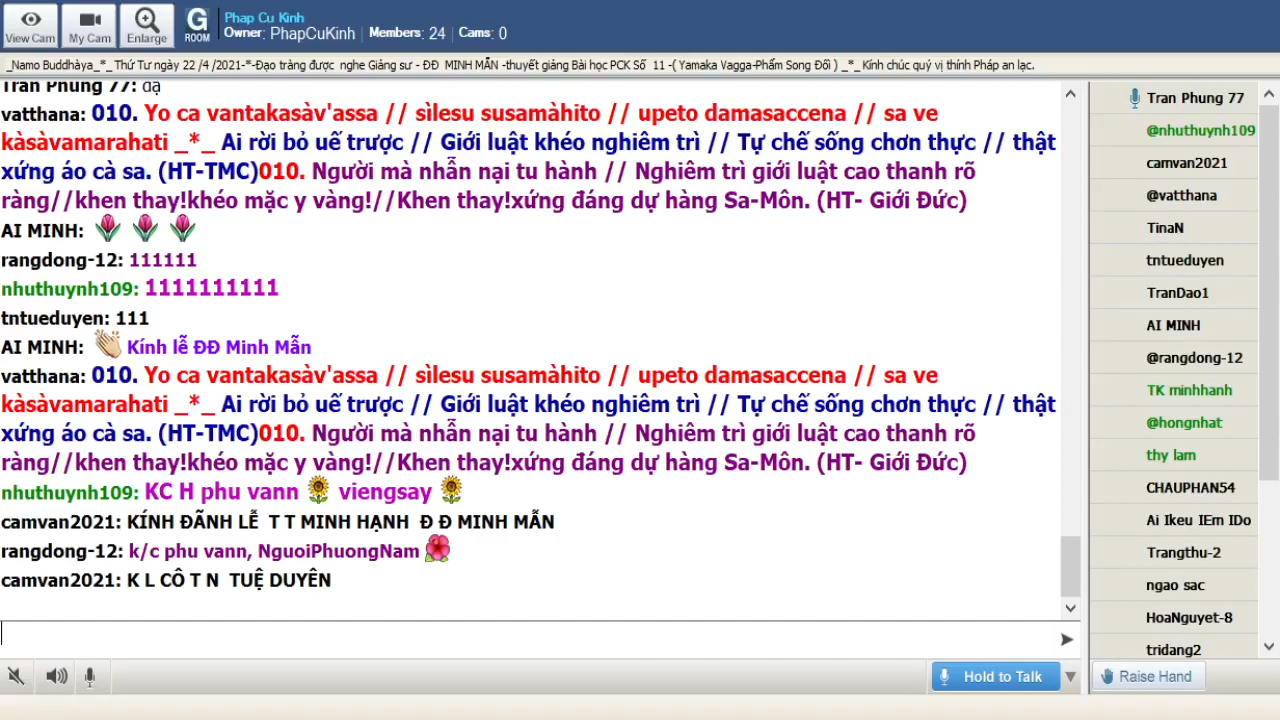 View Cam
My Cam
Enlarge
G
ROOM
Phap Cu Kinh
Owner: PhapCuKinh Members: 24 Cams: 0
_Namo Buddhàya_*_ Thứ Tư ngày 22 /4 /2021-*-Đạo tràng được nghe Giảng sư - ĐĐ MINH MẪN -thuyết giảng Bài học PCK Số 11 -( Yamaka Vagga-Phẩm Song Đối ) _*_ Kính chúc quý vị thính Pháp an lạc.
Tran Phung 77: dạ
vatthana: 010. Yo ca vantakasàv'assa // sìlesu susamàhito // upeto damasaccena // sa ve
kàsàvamarahati _*_ Ai rời bỏ uế trược // Giới luật khéo nghiêm trì // Tự chế sống chơn thực // thật
xứng áo cà sa. (HT-TMC)010. Người mà nhẫn nại tu hành // Nghiêm trì giới luật cao thanh rõ
ràng//khen thay!khéo mặc y vàng!//Khen thay!xứng đáng dự hàng Sa-Môn. (HT- Giới Đức)
AI MINH:
rangdong-12: 111111
nhuthuynh109: 1111111111
tntueduyen: 111
AI MINH: Kính lễ ĐĐ Minh Mẫn
vatthana: 010. Yo ca vantakasàv'assa // sìlesu susamàhito // upeto damasaccena // sa ve
kàsàvamarahati _*_ Ai rời bỏ uế trược // Giới luật khéo nghiêm trì // Tự chế sống chơn thực // thật
xứng áo cà sa. (HT-TMC)010. Người mà nhẫn nại tu hành // Nghiêm trì giới luật cao thanh rõ
ràng//khen thay!khéo mặc y vàng!//Khen thay!xứng đáng dự hàng Sa-Môn. (HT- Giới Đức)
nhuthuynh109: KC H phu vann viengsay
camvan2021: KÍNH ĐÃNH LỄ T T MINH HẠNH Đ Đ MINH MẪN
rangdong-12: k/c phu vann, NguoiPhuongNam
camvan2021: K L CÔ T N TUỆ DUYÊN
Tran Phung 77
@nhuthuynh109
camvan2021
@vatthana
TinaN
tntueduyen
TranDao1
AI MINH
@rangdong-12
TK minhhanh
@hongnhat
thy lam
CHAUPHAN54
Ai Ikeu IEm IDo
Trangthu-2
ngao sac
HoaNguyet-8
tridang2
Hold to Talk
Raise Hand